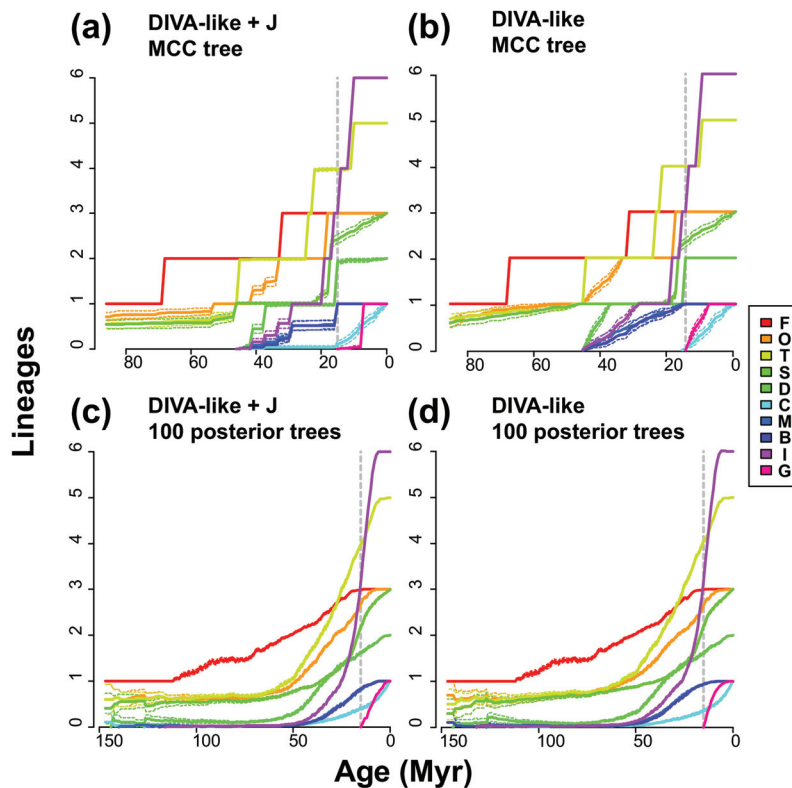 (a) DIVA-like + J
MCC tree
(b) DIVA-like
MCC tree
6
5
4
3
2
1
0
80 60 40 20 0
6
5
4
3
2
1
0
80 60 40 20 0
F
O
T
S
D
C
M
B
I
G
Lineages
(c) DIVA-like + J
100 posterior trees
(d) DIVA-like
100 posterior trees
6
5
4
3
2
1
0
150 100 50 0
6
5
4
3
2
1
0
150 100 50 0
Age (Myr)